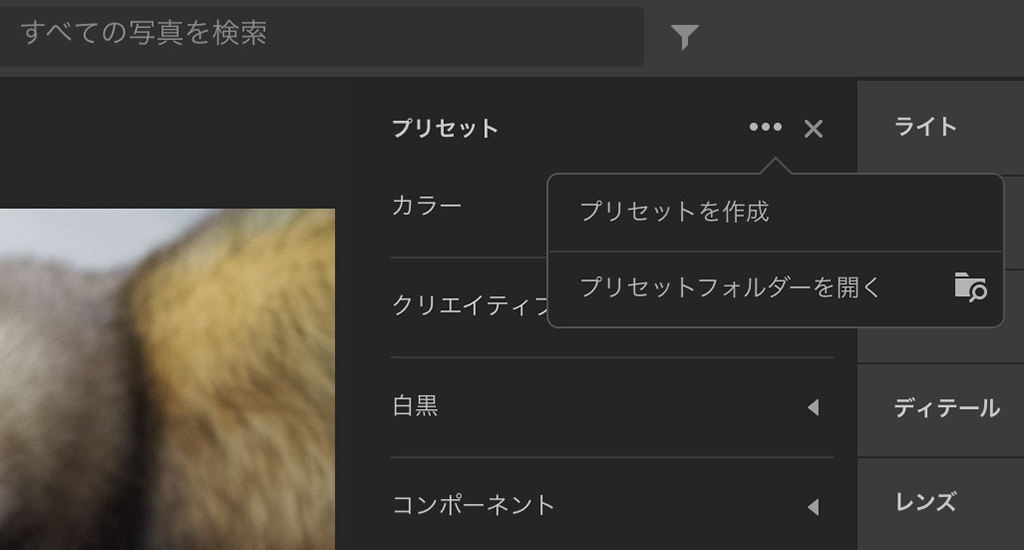 すべての写真を検索
プリセット
ライト
カラー
プリセットを作成
プリセットフォルダーを開く
クリエイティブ
白黒
ディテール
コンポーネント
レンズ